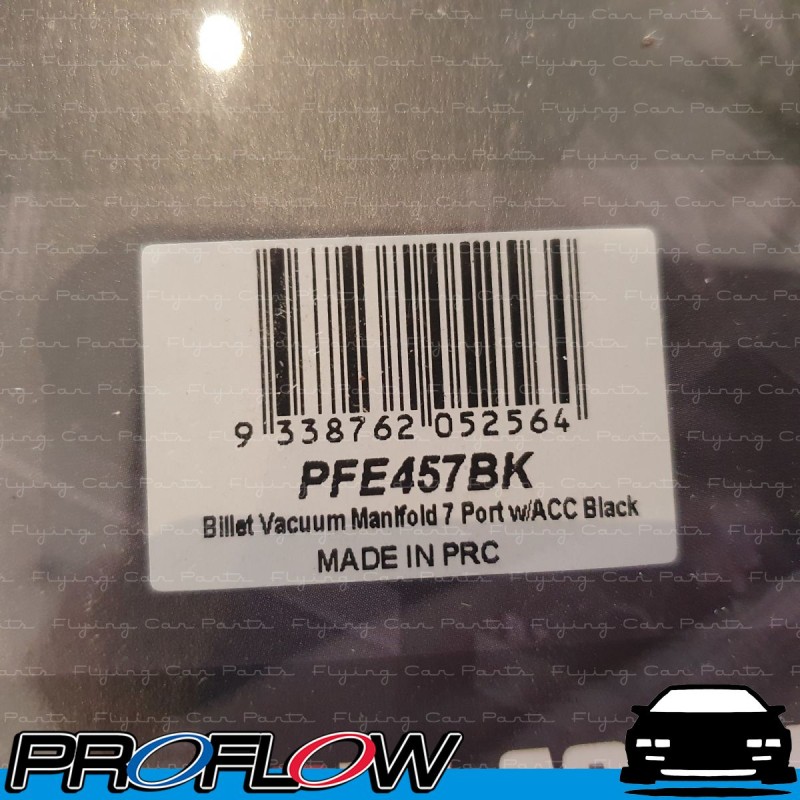 Flying Car Parts
9 338762 052564
PFE457BK
Billet Vacuum Manifold 7 Port w/ACC Black
MADE IN PRC
PROFLOW